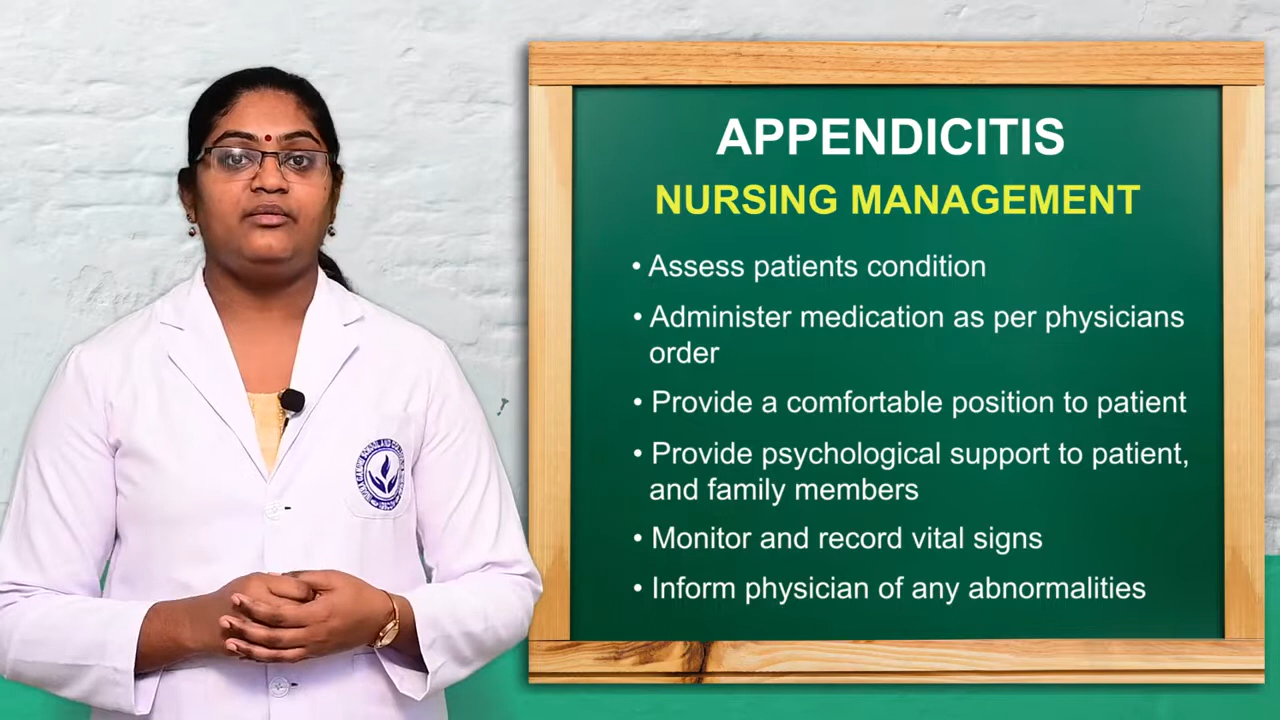 APPENDICITIS
NURSING MANAGEMENT
• Assess patients condition
• Administer medication as per physicians
order
• Provide a comfortable position to patient
• Provide psychological support to patient,
and family members
• Monitor and record vital signs
• Inform physician of any abnormalities